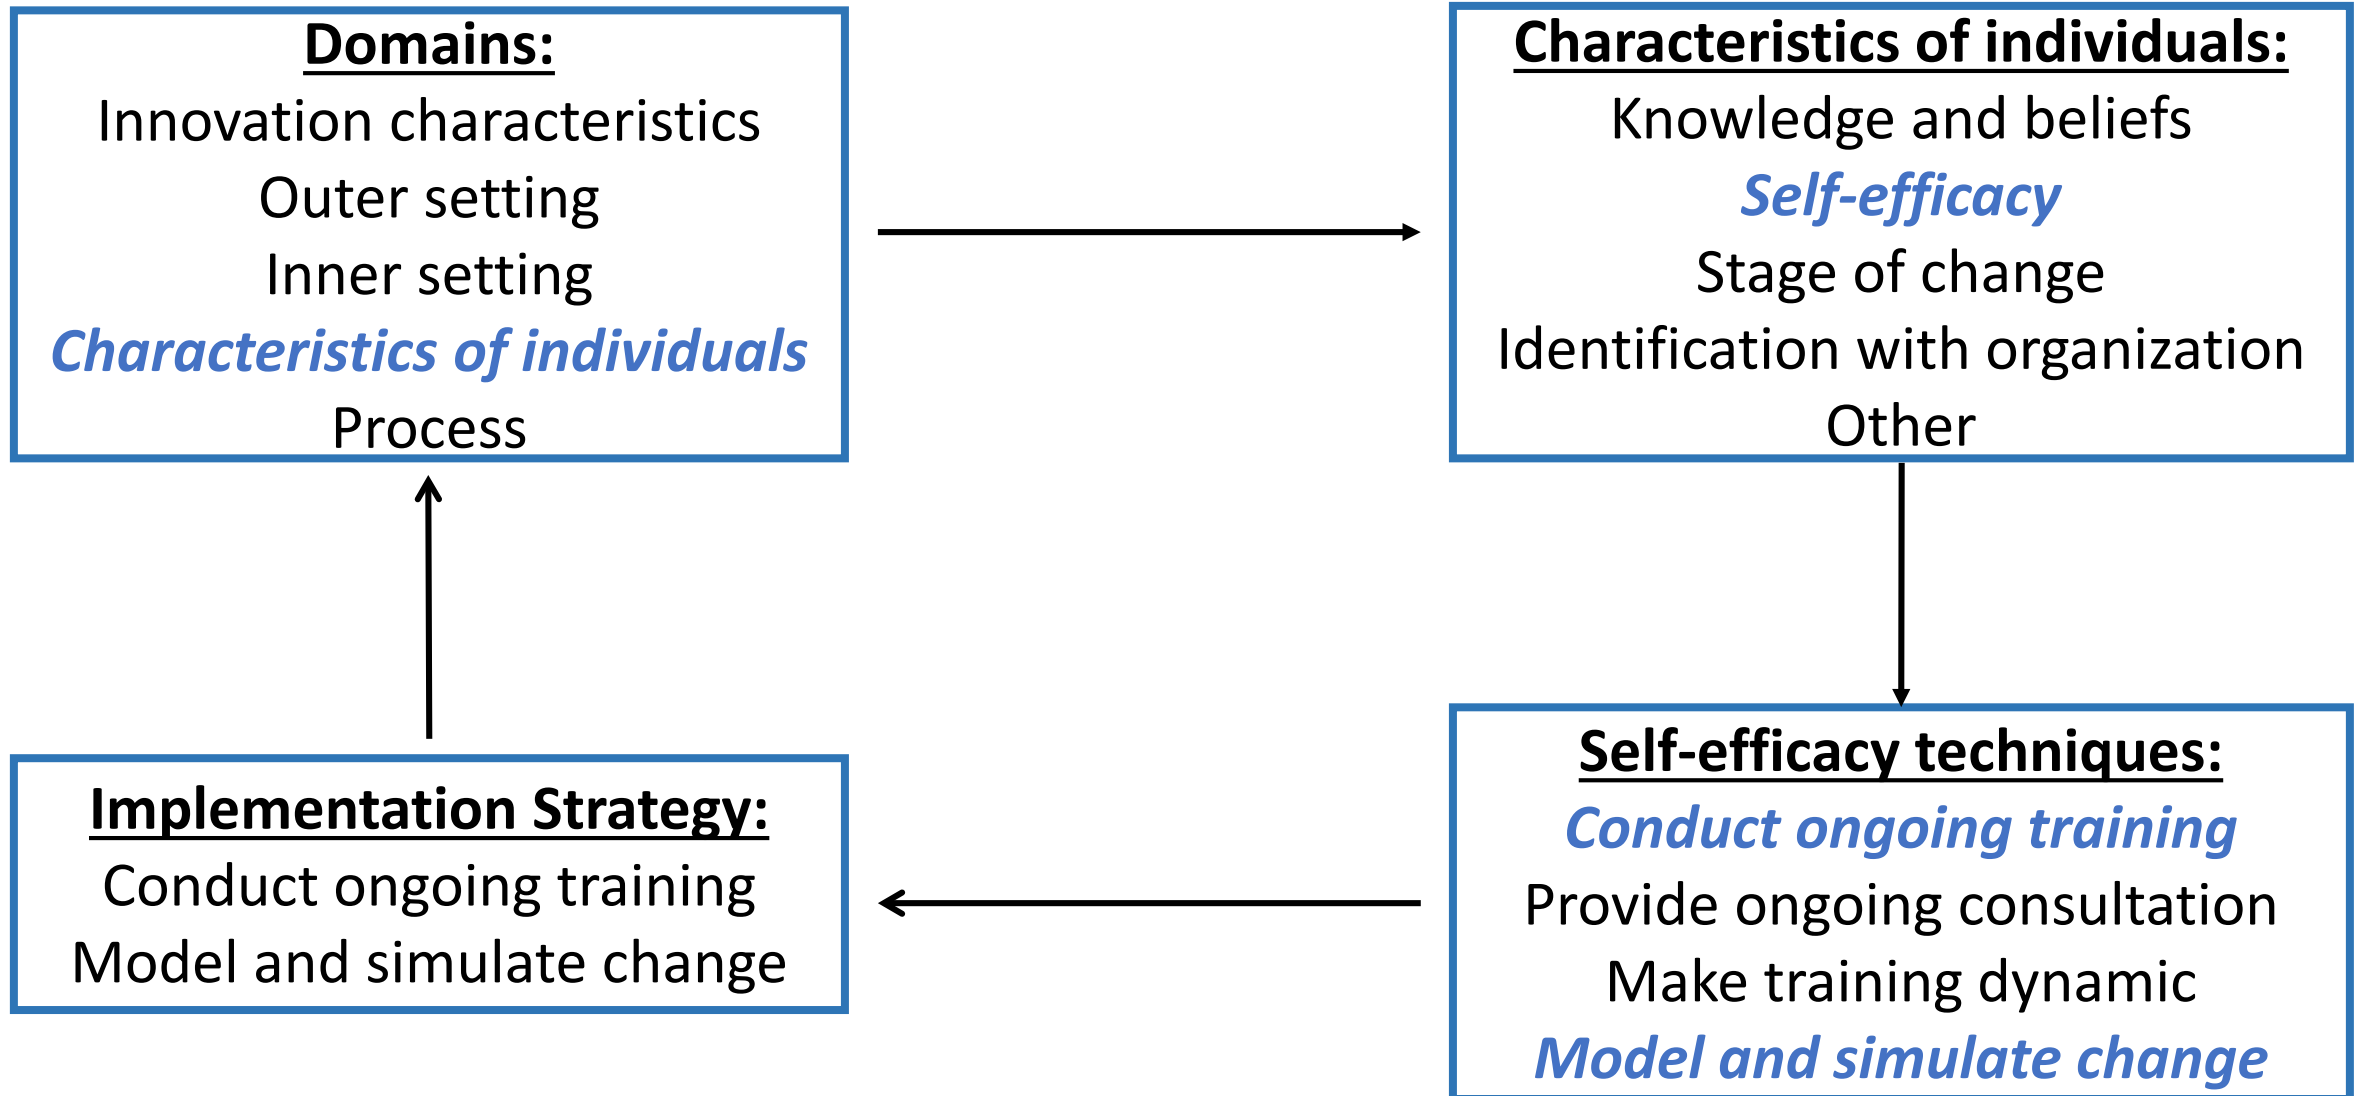 Domains:
Innovation characteristics
Outer setting
Inner setting
Characteristics of individuals
Process
Characteristics of individuals:
Knowledge and beliefs
Self-efficacy
Stage of change
Identification with organization
Other
Implementation Strategy:
Conduct ongoing training
Model and simulate change
Self-efficacy techniques:
Conduct ongoing training
Provide ongoing consultation
Make training dynamic
Model and simulate change